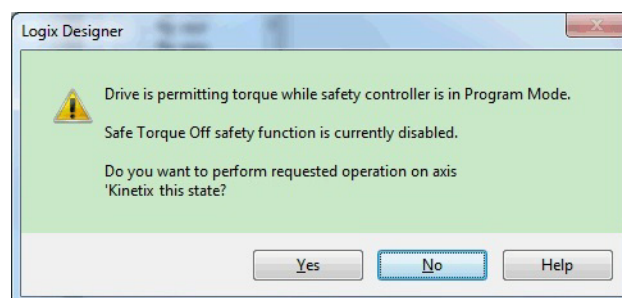 Logix Designer
Drive is permitting torque while safety controller is in Program Mode.
Safe Torque Off safety function is currently disabled.
Do you want to perform requested operation on axis
'Kinetix this state?
Yes
No
Help